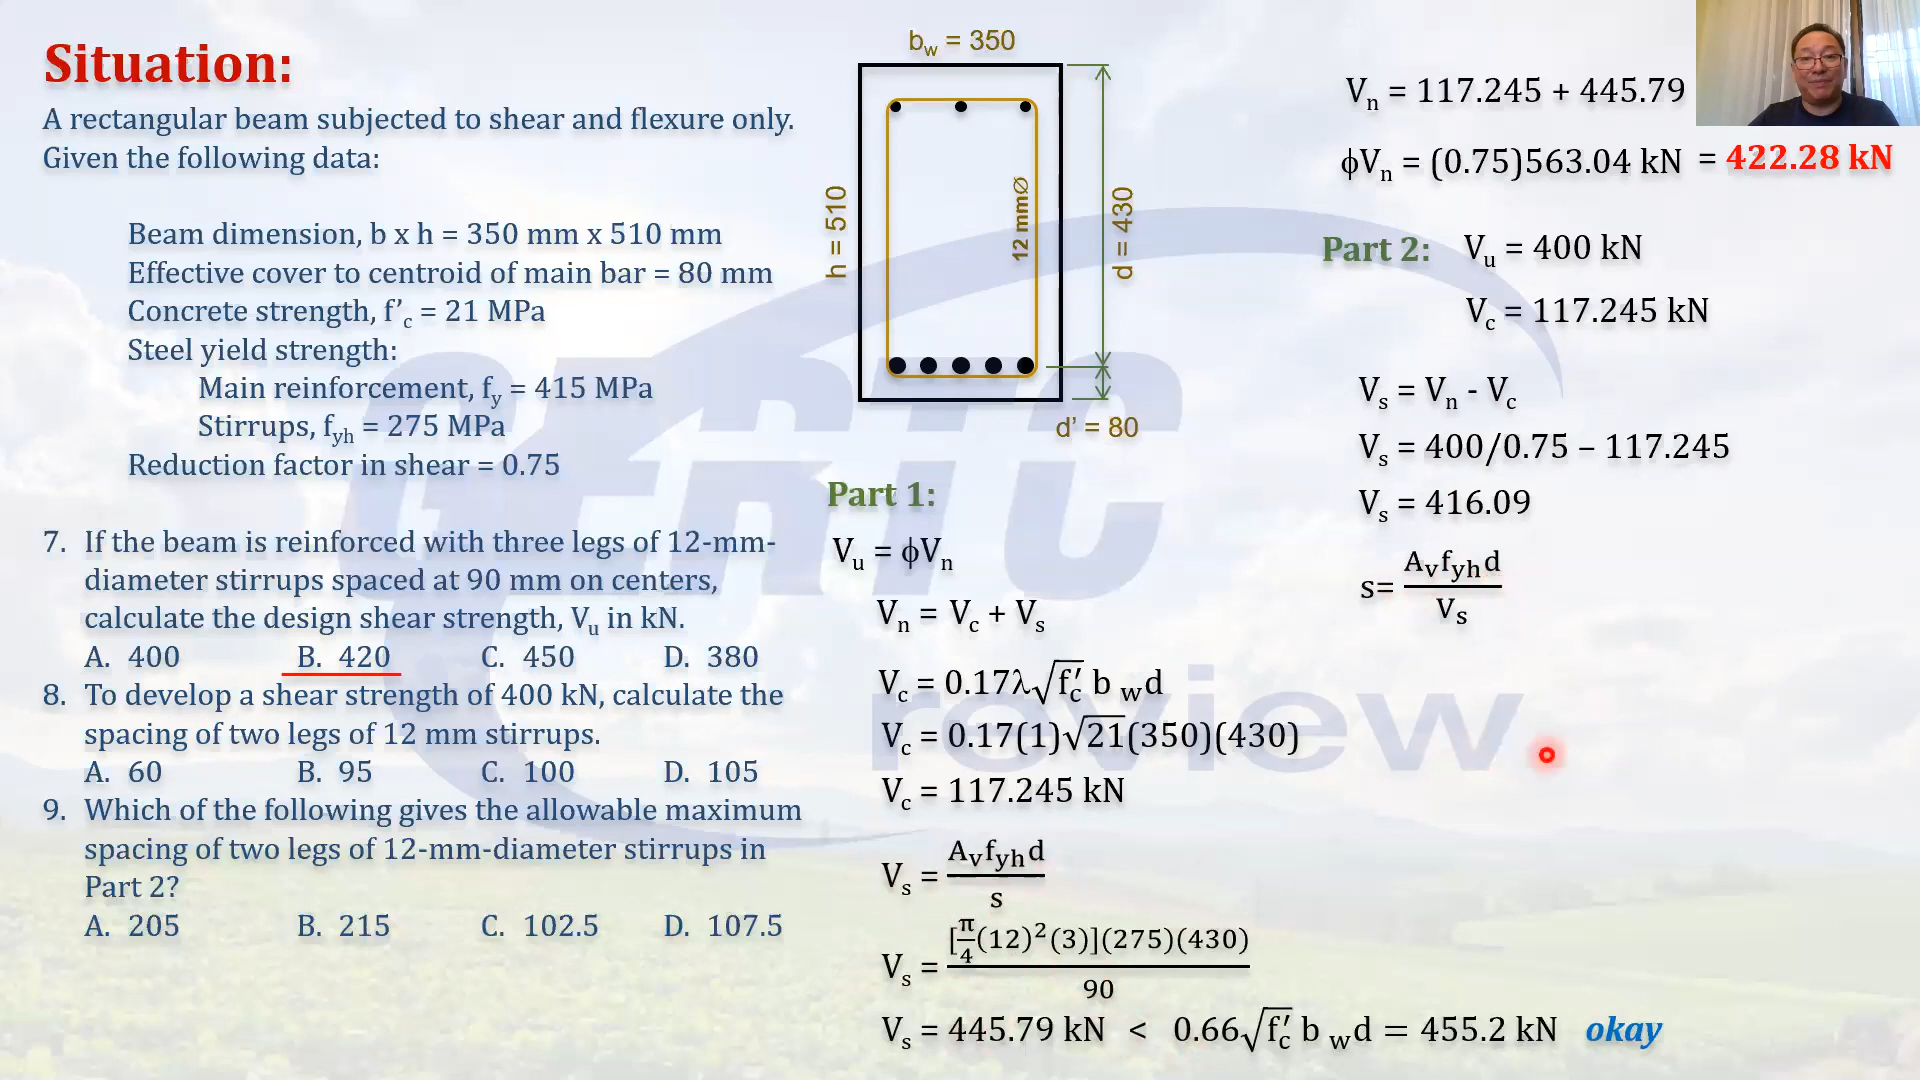 Situation:
A rectangular beam subjected to shear and flexure only.
Given the following data:
Beam dimension, b x h = 350 mm x 510 mm
Effective cover to centroid of main bar = 80 mm
Concrete strength, f'c = 21 MPa
Steel yield strength:
Main reinforcement, fy = 415 MPa
Stirrups, fyh = 275 MPa
Reduction factor in shear = 0.75
7. If the beam is reinforced with three legs of 12-mm-
diameter stirrups spaced at 90 mm on centers,
calculate the design shear strength, Vu in kN.
A. 400 B. 420 C. 450 D. 380
8. To develop a shear strength of 400 kN, calculate the
spacing of two legs of 12 mm stirrups.
A. 60 B. 95 C. 100 D. 105
9. Which of the following gives the allowable maximum
spacing of two legs of 12-mm-diameter stirrups in
Part 2?
A. 205 B. 215 C. 102.5 D. 107.5
bw = 350
h = 510
12 mm∅
d = 430
d' = 80
Part 1:
Vu = ϕVn
Vn = Vc + Vs
Vc = 0.17λ√f'c b wd
Vc = 0.17(1)√21(350)(430)
Vc = 117.245 kN
Vs = Avfyhd / s
Vs = [π/4(12)²(3)](275)(430) / 90
Vs = 445.79 kN < 0.66√f'c b wd = 455.2 kN okay
Vn = 117.245 + 445.79
ϕVn = (0.75)563.04 kN = 422.28 kN
Part 2: Vu = 400 kN
Vc = 117.245 kN
Vs = Vn - Vc
Vs = 400/0.75 – 117.245
Vs = 416.09
s= Avfyhd / Vs
GERTC
review